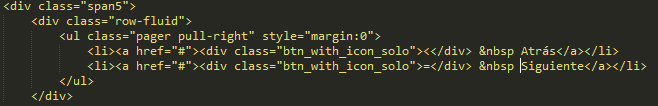 <div class="span5">
<div class="row-fluid">
<ul class="pager pull-right" style="margin:0">
<li><a href="#"><div class="btn_with_icon_solo"><</div> &nbsp Atrás</a></li>
<li><a href="#"><div class="btn_with_icon_solo">=</div> &nbsp Siguiente</a></li>
</ul>
</div>